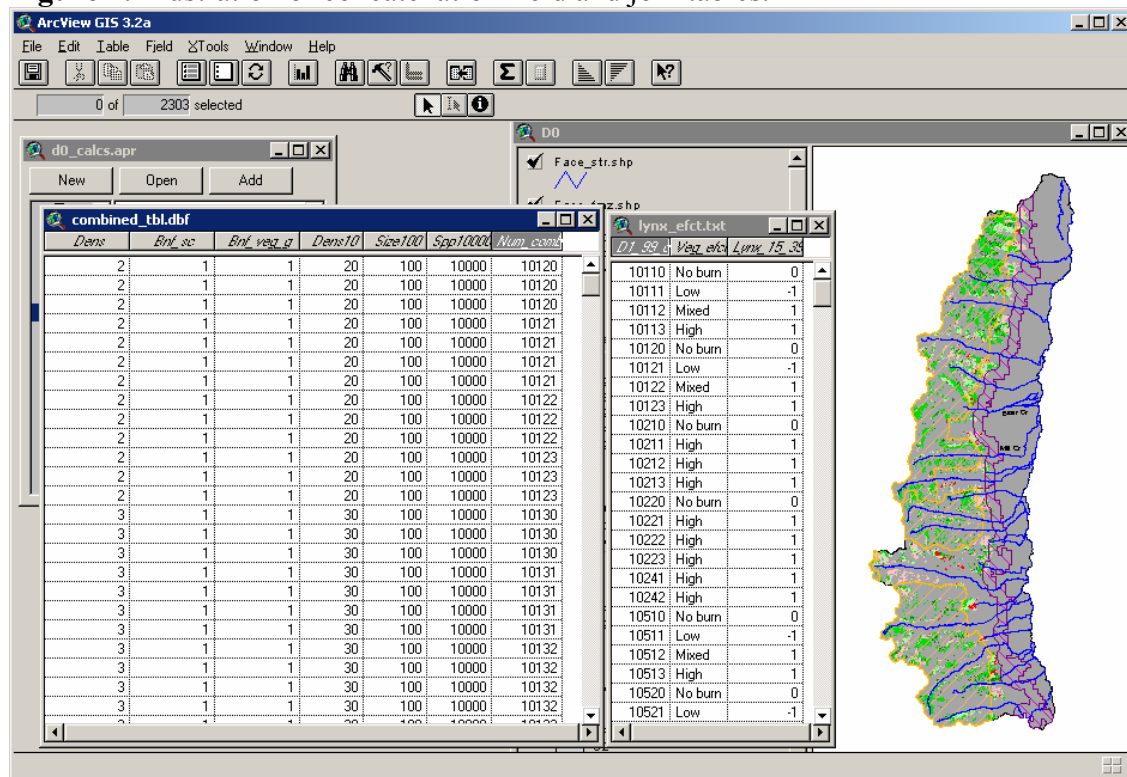 ArcView GIS 3.2a
File Edit Table Field XTools Window Help
0 of 2303 selected
d0_calcs.apr
New Open Add
D0
Face_str.shp
combined_tbl.dbf
Dens Bnf_sc Bnf_veg_g Dens10 Size100 Spp10000 Num_comb
2 1 1 20 100 10000 10120
2 1 1 20 100 10000 10120
2 1 1 20 100 10000 10120
2 1 1 20 100 10000 10121
2 1 1 20 100 10000 10121
2 1 1 20 100 10000 10121
2 1 1 20 100 10000 10121
2 1 1 20 100 10000 10122
2 1 1 20 100 10000 10122
2 1 1 20 100 10000 10122
2 1 1 20 100 10000 10123
2 1 1 20 100 10000 10123
2 1 1 20 100 10000 10123
3 1 1 30 100 10000 10130
3 1 1 30 100 10000 10130
3 1 1 30 100 10000 10130
3 1 1 30 100 10000 10131
3 1 1 30 100 10000 10131
3 1 1 30 100 10000 10131
3 1 1 30 100 10000 10131
3 1 1 30 100 10000 10132
3 1 1 30 100 10000 10132
3 1 1 30 100 10000 10132
3 1 1 30 100 10000 10132
lynx_efct.txt
Veg_efct Lynx_15_39
10110 No burn 0
10111 Low -1
10112 Mixed 1
10113 High 1
10120 No burn 0
10121 Low -1
10122 Mixed 1
10123 High 1
10210 No burn 0
10211 High 1
10212 High 1
10213 High 1
10220 No burn 0
10221 High 1
10222 High 1
10223 High 1
10241 High 1
10242 High 1
10510 No burn 0
10511 Low -1
10512 Mixed 1
10513 High 1
10520 No burn 0
10521 Low -1
Bear Cr
Mill Cr